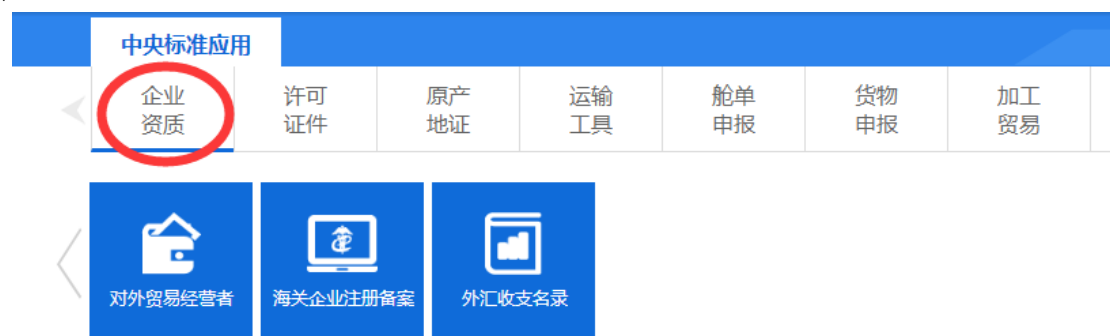 中央标准应用
企业
资质
许可
证件
原产
地证
运输
工具
舱单
申报
货物
申报
加工
贸易
对外贸易经营者
海关企业注册备案
外汇收支名录